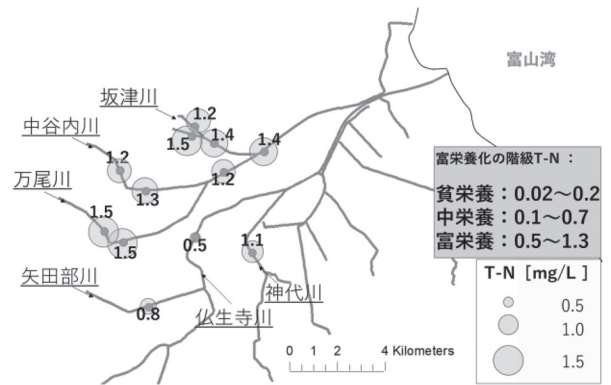 富山湾
坂津川
1.2
中谷内川
1.5
1.4
1.4
1.2
1.2
1.3
万尾川
1.5
1.5
0.5
1.1
矢田部川
0.8
神代川
仏生寺川
0 1 2 4 Kilometers
富栄養化の階級T-N：
貧栄養：0.02～0.2
中栄養：0.1～0.7
富栄養：0.5～1.3
T-N［mg/L ］
0.5
1.0
1.5